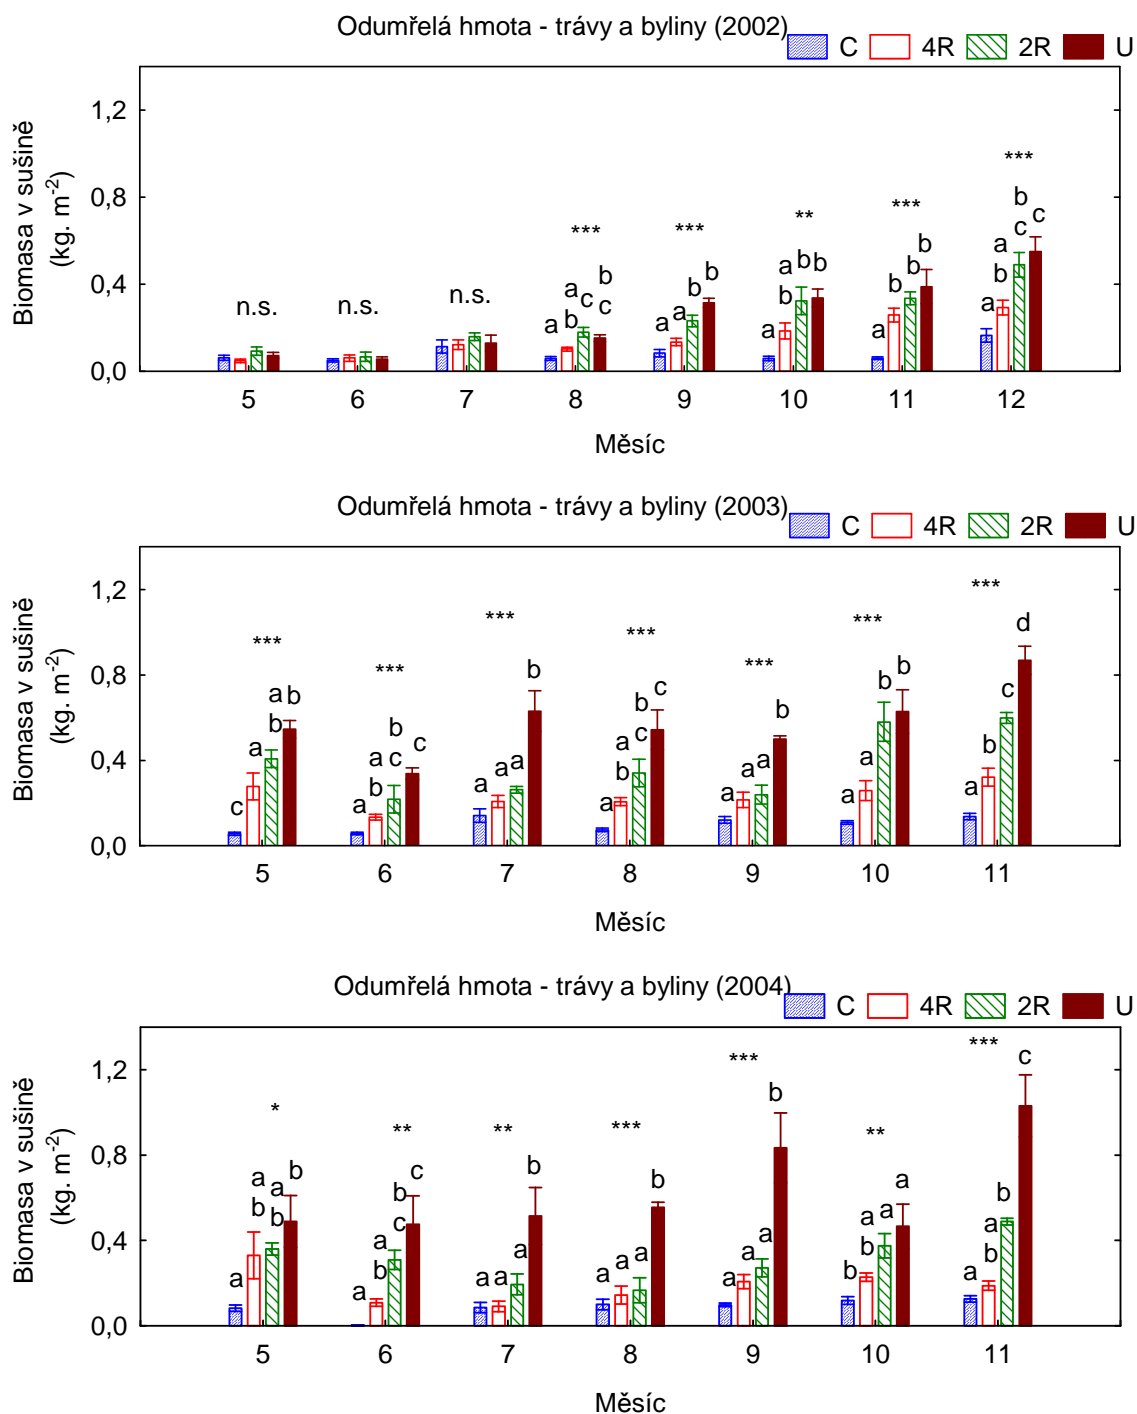 Odumřelá hmota - trávy a byliny (2002)
C 4R 2R U
Biomasa v sušině
(kg. m-2)
1,2
0,8
0,4
0,0
n.s. n.s. n.s. *** *** ** *** ***
a a b a c b c
a a b b
a a b b b
a b b b
a a b b c c
5 6 7 8 9 10 11 12
Měsíc
Odumřelá hmota - trávy a byliny (2003)
C 4R 2R U
Biomasa v sušině
(kg. m-2)
1,2
0,8
0,4
0,0
*** *** *** *** *** *** ***
c a a b b
a a b b c c
a a a b
a a b b c c
a a a b
a a b b
a b c d
5 6 7 8 9 10 11
Měsíc
Odumřelá hmota - trávy a byliny (2004)
C 4R 2R U
Biomasa v sušině
(kg. m-2)
1,2
0,8
0,4
0,0
* ** ** *** *** ** ***
a a b a b b
a a b b c c
a a a b
a a a b
a a a b
b a b a a
a a b b c
5 6 7 8 9 10 11
Měsíc